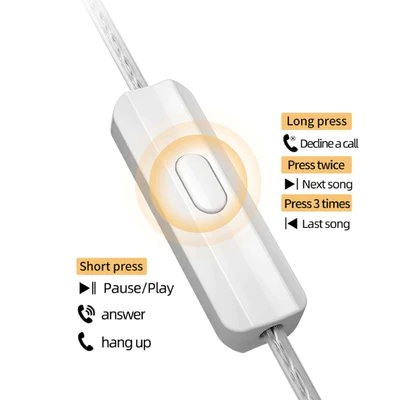 Long press
Decline a call
Press twice
Next song
Press 3 times
Last song
Short press
Pause/Play
answer
hang up